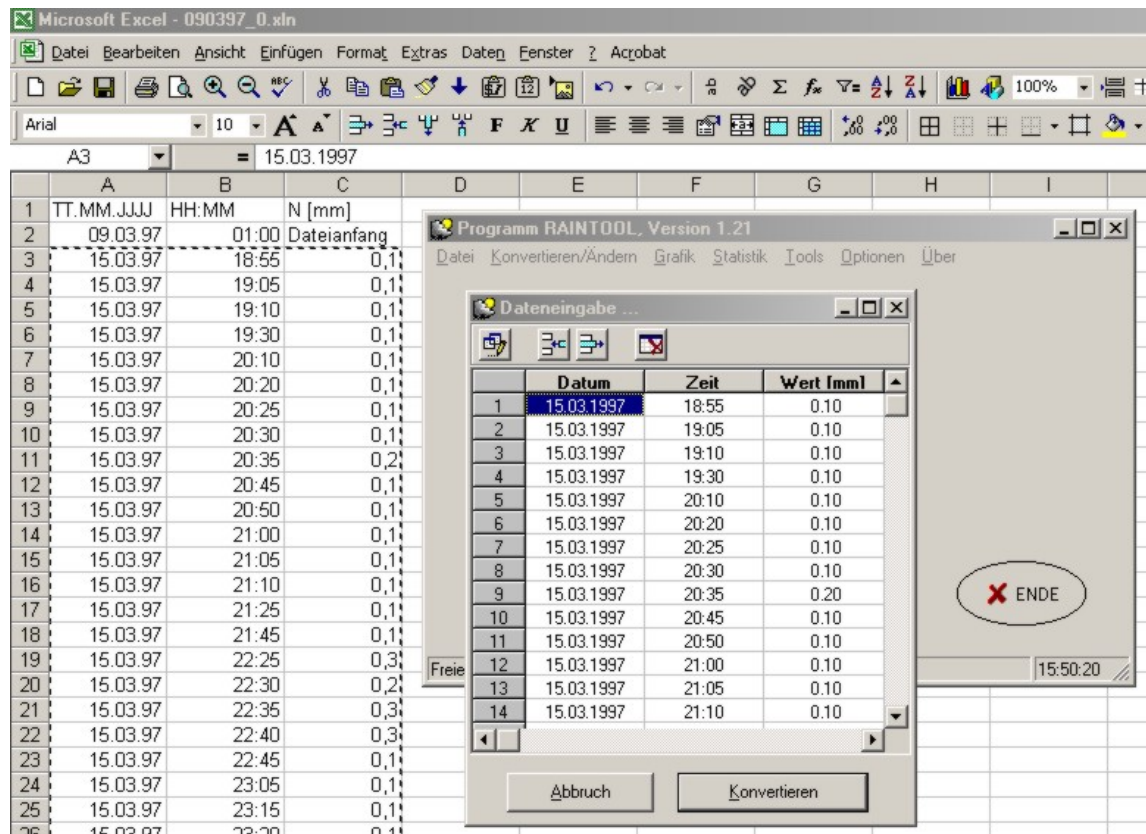 Microsoft Excel - 090397_0.xln
Datei Bearbeiten Ansicht Einfügen Format Extras Daten Fenster ? Acrobat
100%
Arial 10 F K U
A3 = 15.03.1997
A B C D E F G H I
1 TT.MM.JJJJ HH:MM N [mm]
2 09.03.97 01:00 Dateianfang
3 15.03.97 18:55 0,1
4 15.03.97 19:05 0,1
5 15.03.97 19:10 0,1
6 15.03.97 19:30 0,1
7 15.03.97 20:10 0,1
8 15.03.97 20:20 0,1
9 15.03.97 20:25 0,1
10 15.03.97 20:30 0,1
11 15.03.97 20:35 0,2
12 15.03.97 20:45 0,1
13 15.03.97 20:50 0,1
14 15.03.97 21:00 0,1
15 15.03.97 21:05 0,1
16 15.03.97 21:10 0,1
17 15.03.97 21:25 0,1
18 15.03.97 21:45 0,1
19 15.03.97 22:25 0,3
20 15.03.97 22:30 0,2
21 15.03.97 22:35 0,3
22 15.03.97 22:40 0,3
23 15.03.97 22:45 0,1
24 15.03.97 23:05 0,1
25 15.03.97 23:15 0,1
26 15.03.97 23:20 0,1
Programm RAINTOOL, Version 1.21
Datei Konvertieren/Ändern Grafik Statistik Tools Optionen Über
Dateneingabe ...
Datum Zeit Wert [mm]
1 15.03.1997 18:55 0.10
2 15.03.1997 19:05 0.10
3 15.03.1997 19:10 0.10
4 15.03.1997 19:30 0.10
5 15.03.1997 20:10 0.10
6 15.03.1997 20:20 0.10
7 15.03.1997 20:25 0.10
8 15.03.1997 20:30 0.10
9 15.03.1997 20:35 0.20
10 15.03.1997 20:45 0.10
11 15.03.1997 20:50 0.10
12 15.03.1997 21:00 0.10
13 15.03.1997 21:05 0.10
14 15.03.1997 21:10 0.10
Abbruch Konvertieren
ENDE
Freie
15:50:20